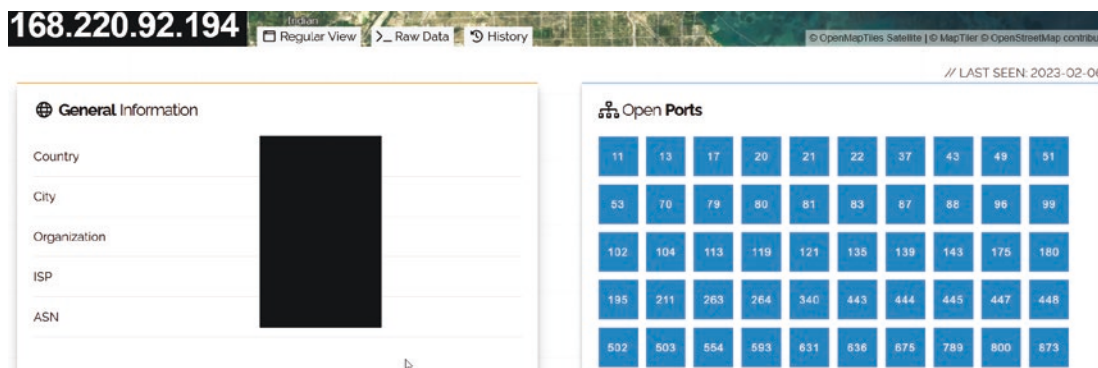 168.220.92.194
Regular View
>_ Raw Data
History
© OpenMapTiles Satellite | © MapTiler © OpenStreetMap contribu
// LAST SEEN: 2023-02-06
General Information
Country
City
Organization
ISP
ASN
Open Ports
11 13 17 20 21 22 37 43 49 51
53 70 79 80 81 83 87 88 96 99
102 104 113 119 121 135 139 143 175 180
195 211 263 264 340 443 444 445 447 448
502 503 554 593 631 636 675 789 800 873